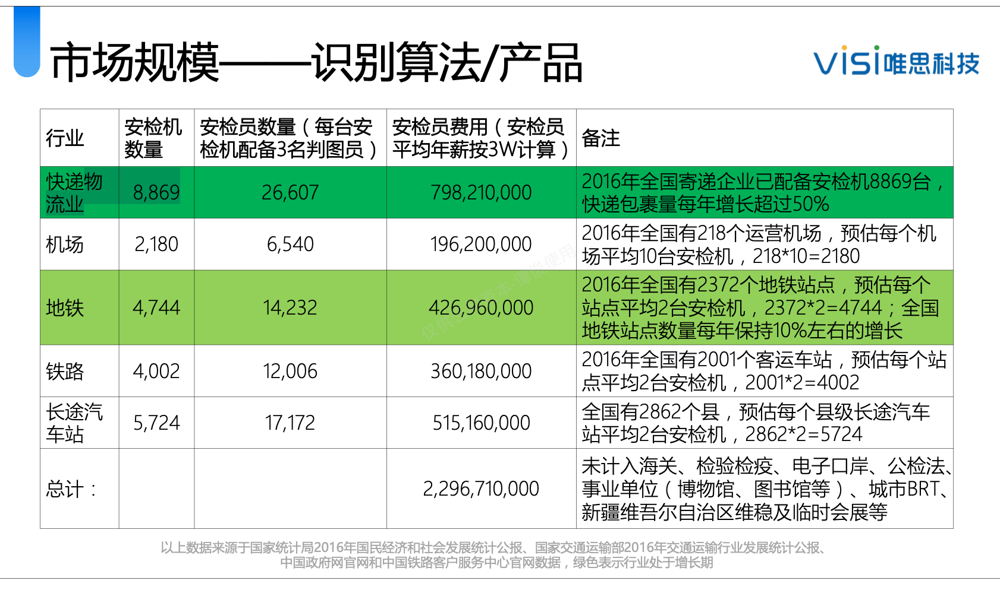 市场规模——识别算法/产品
visi唯思科技
行业
安检机
数量
安检员数量（每台安
检机配备3名判图员）
安检员费用（安检员
平均年薪按3W计算）
备注
快递物
流业
8,869
26,607
798,210,000
2016年全国寄递企业已配备安检机8869台，
快递包裹量每年增长超过50%
机场
2,180
6,540
196,200,000
2016年全国有218个运营机场，预估每个机
场平均10台安检机，218*10=2180
地铁
4,744
14,232
426,960,000
2016年全国有2372个地铁站点，预估每个
站点平均2台安检机，2372*2=4744；全国
地铁站点数量每年保持10%左右的增长
铁路
4,002
12,006
360,180,000
2016年全国有2001个客运车站，预估每个站
点平均2台安检机，2001*2=4002
长途汽
车站
5,724
17,172
515,160,000
全国有2862个县，预估每个县级长途汽车
站平均2台安检机，2862*2=5724
总计：
2,296,710,000
未计入海关、检验检疫、电子口岸、公检法、
事业单位（博物馆、图书馆等）、城市BRT、
新疆维吾尔自治区维稳及临时会展等
以上数据来源于国家统计局2016年国民经济和社会发展统计公报、国家交通运输部2016年交通运输行业发展统计公报、
中国政府网官网和中国铁路客户服务中心官网数据，绿色表示行业处于增长期